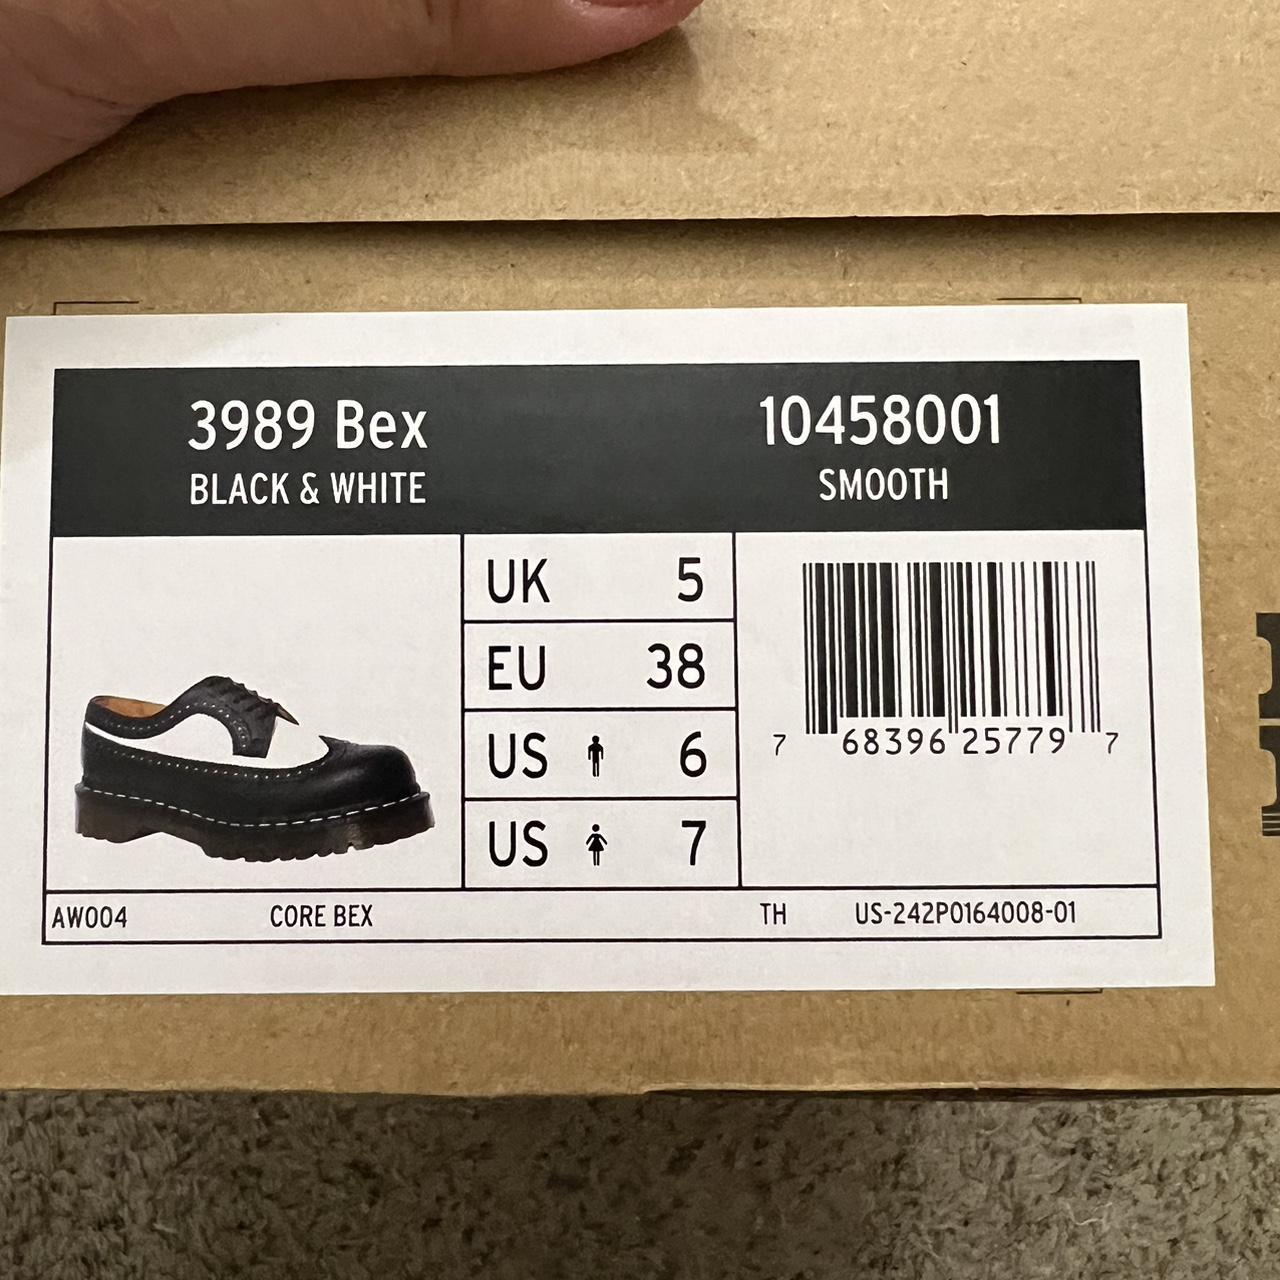 3989 Bex
BLACK & WHITE
10458001
SMOOTH
UK 5
EU 38
US 6
US 7
7 68396 25779 7
AW004 CORE BEX TH US-242P0164008-01